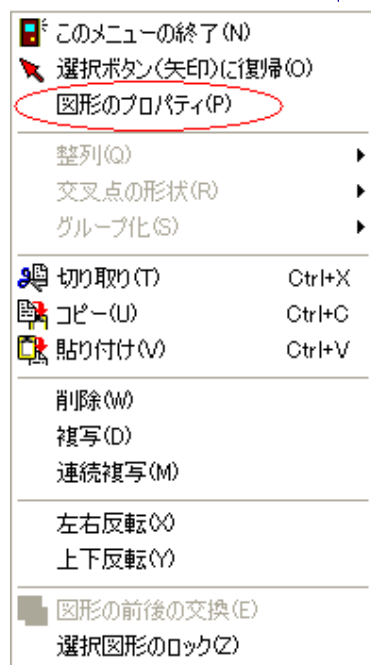 このメニューの終了(N)
選択ボタン(矢印)に復帰(O)
図形のプロパティ(P)
整列(Q)
交叉点の形状(R)
グループ化(S)
切り取り(T) Ctrl+X
コピー(U) Ctrl+C
貼り付け(V) Ctrl+V
削除(W)
複写(D)
連続複写(M)
左右反転(X)
上下反転(Y)
図形の前後の交換(E)
選択図形のロック(Z)